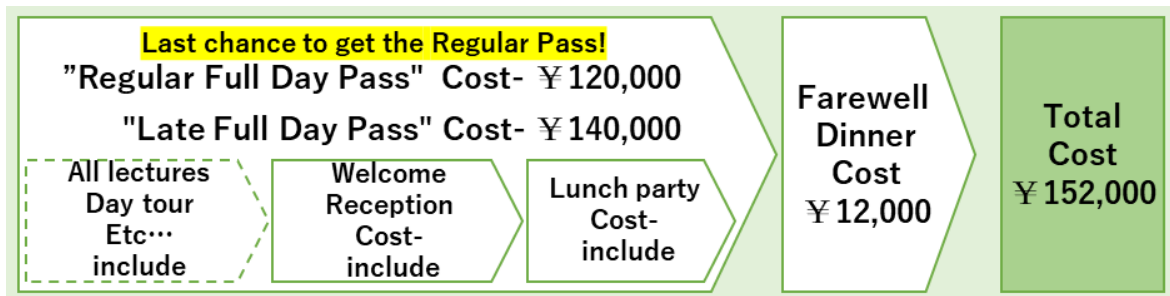 Last chance to get the Regular Pass!
”Regular Full Day Pass" Cost- ￥120,000
"Late Full Day Pass" Cost- ￥140,000
All lectures
Day tour
Etc…
include
Welcome
Reception
Cost-
include
Lunch party
Cost-
include
Farewell
Dinner
Cost
￥12,000
Total
Cost
￥152,000